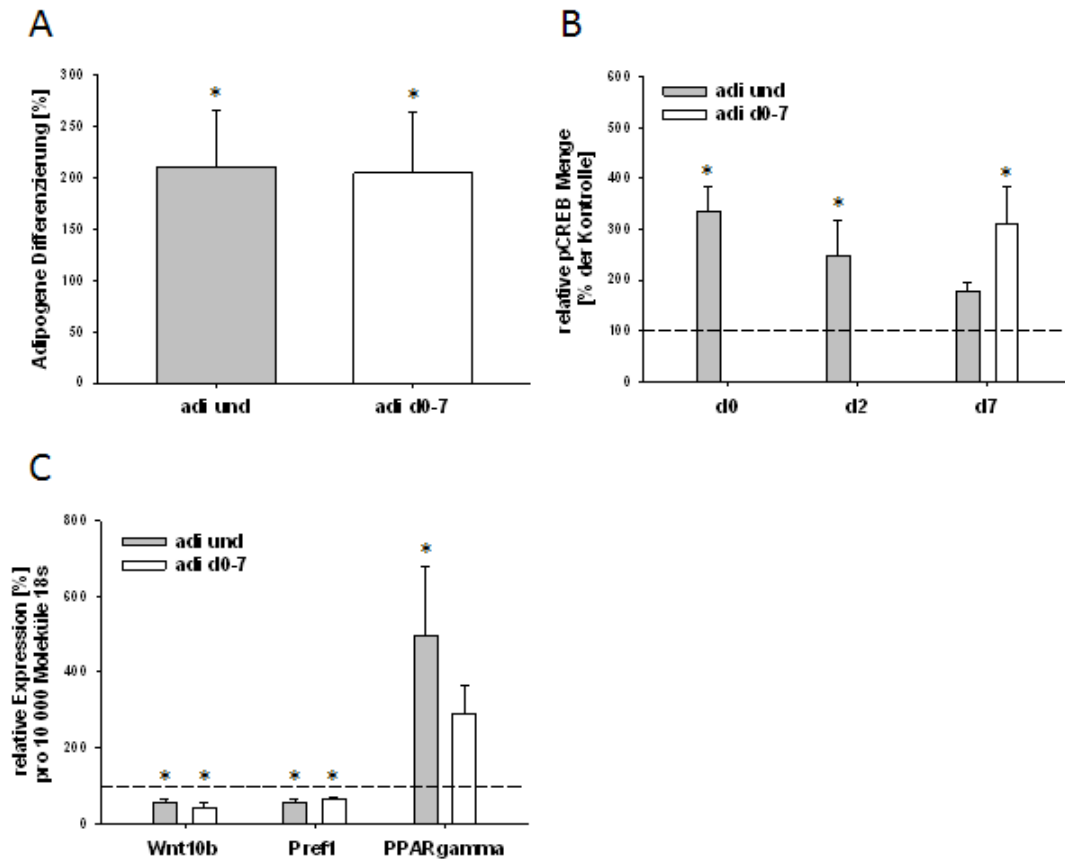 A
Adipogene Differenzierung [%]
300
250
200
150
100
50
0
*
*
adi und
adi d0-7
B
relative pCREB Menge
[% der Kontrolle]
600
500
400
300
200
100
0
adi und
adi d0-7
*
*
*
d0
d2
d7
C
relative Expression [%]
pro 10 000 Moleküle 18s
800
600
400
200
0
adi und
adi d0-7
*
*
*
*
*
Wnt10b
Pref1
PPARgamma